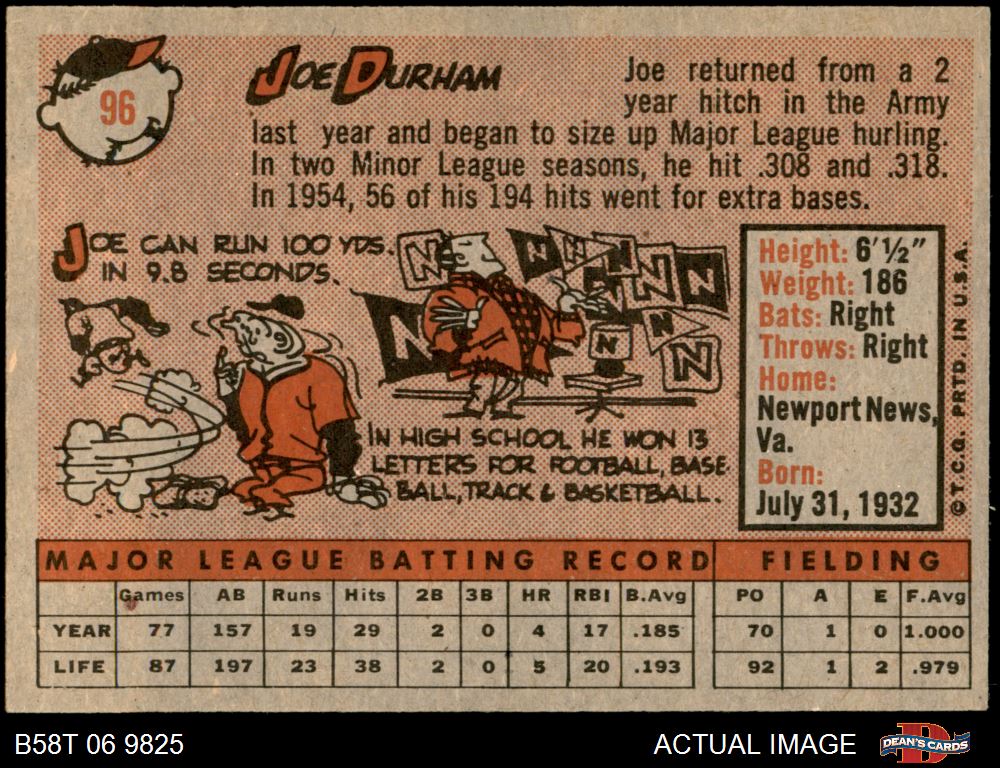 96
JOE DURHAM
Joe returned from a 2
year hitch in the Army
last year and began to size up Major League hurling.
In two Minor League seasons, he hit .308 and .318.
In 1954, 56 of his 194 hits went for extra bases.
JOE CAN RUN 100 YDS.
IN 9.8 SECONDS.
N N N N N N N N N N N
IN HIGH SCHOOL HE WON 13
LETTERS FOR FOOTBALL, BASE
BALL, TRACK & BASKETBALL.
Height: 6' ½"
Weight: 186
Bats: Right
Throws: Right
Home:
Newport News,
Va.
Born:
July 31, 1932
© T.C.G. PRTD. IN U.S.A.
MAJOR LEAGUE BATTING RECORD FIELDING
Games AB Runs Hits 2B 3B HR RBI B.Avg PO A E F.Avg
YEAR 77 157 19 29 2 0 4 17 .185 70 1 0 1.000
LIFE 87 197 23 38 2 0 5 20 .193 92 1 2 .979
B58T 06 9825
ACTUAL IMAGE
DEAN'S CARDS